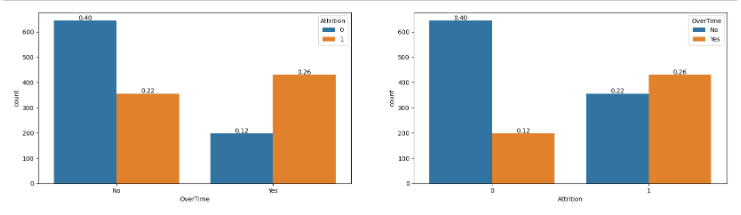 0.40
0.22
0.12
0.26
Attrition
0
1
600
500
400
300
200
100
0
count
No
Yes
OverTime
0.40
0.12
0.22
0.26
OverTime
No
Yes
600
500
400
300
200
100
0
count
0
1
Attrition